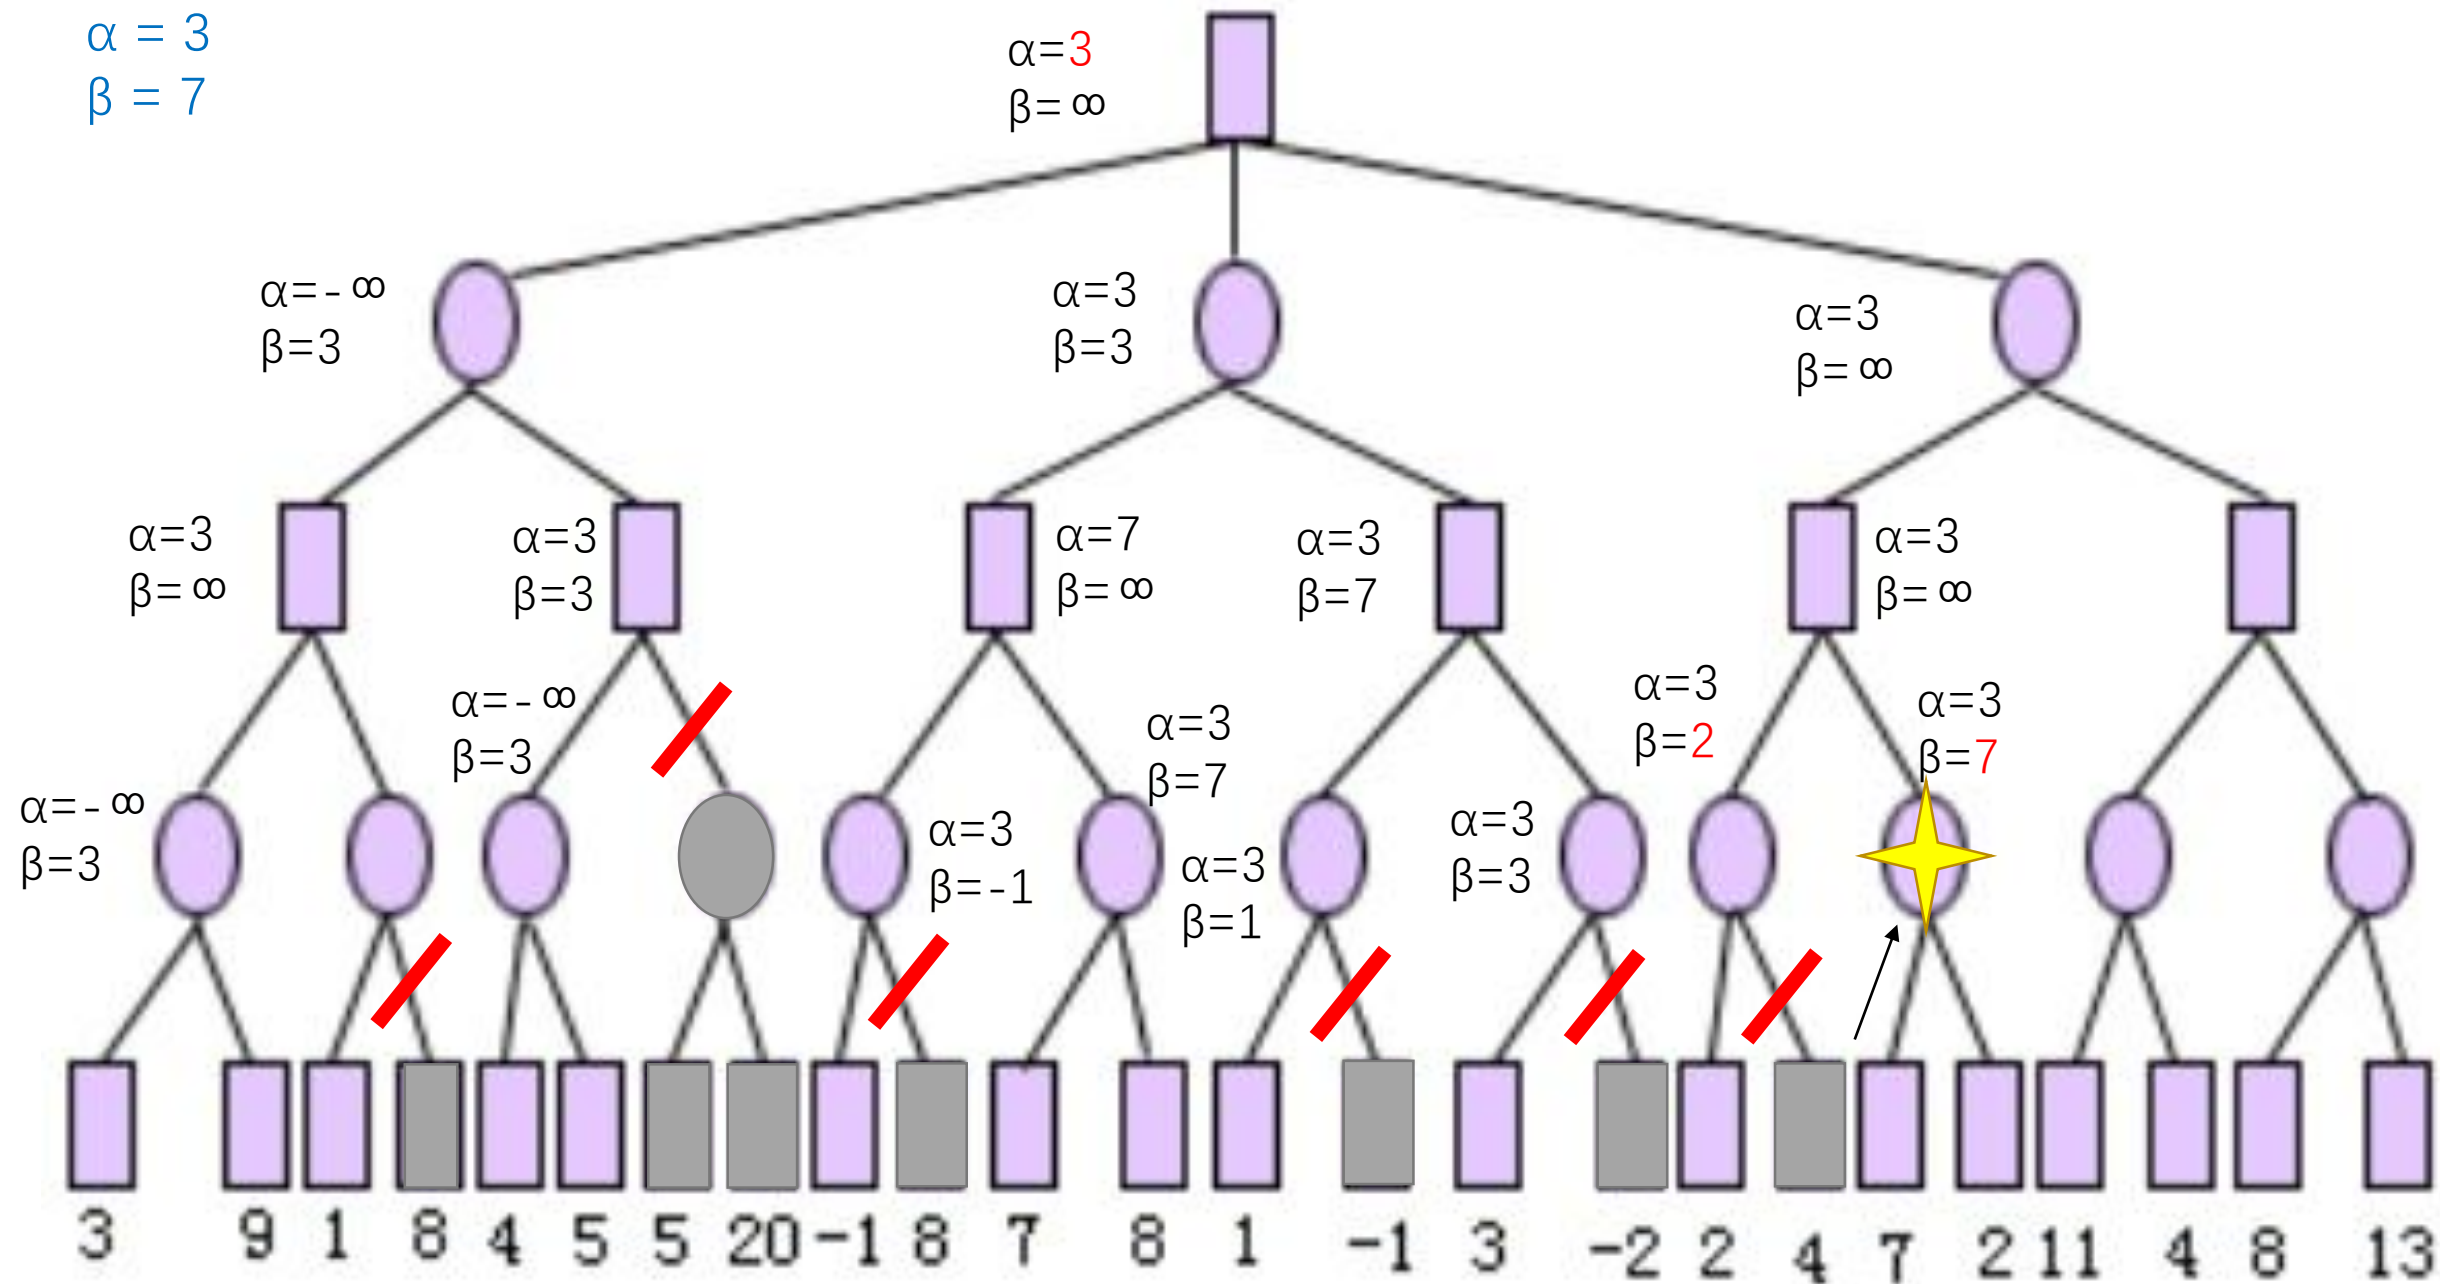 α = 3
β = 7
α=3
β=∞
α=-∞
β=3
α=3
β=3
α=3
β=∞
α=3
β=∞
α=3
β=3
α=7
β=∞
α=3
β=7
α=3
β=∞
α=-∞
β=3
α=3
β=7
α=3
β=2
α=3
β=7
α=-∞
β=3
α=3
β=-1
α=3
β=1
α=3
β=3
3 9 1 8 4 5 5 20 -1 8 7 8 1 -1 3 -2 2 4 7 2 11 4 8 13